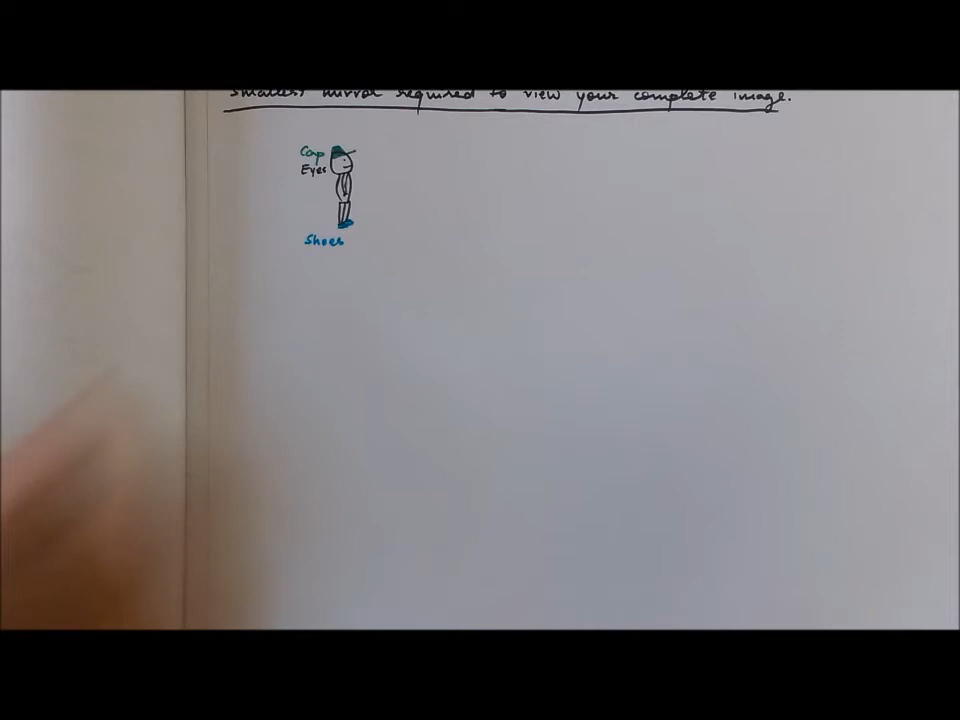 smallest mirror required to view your complete image.
Cap
Eyes
Shoes